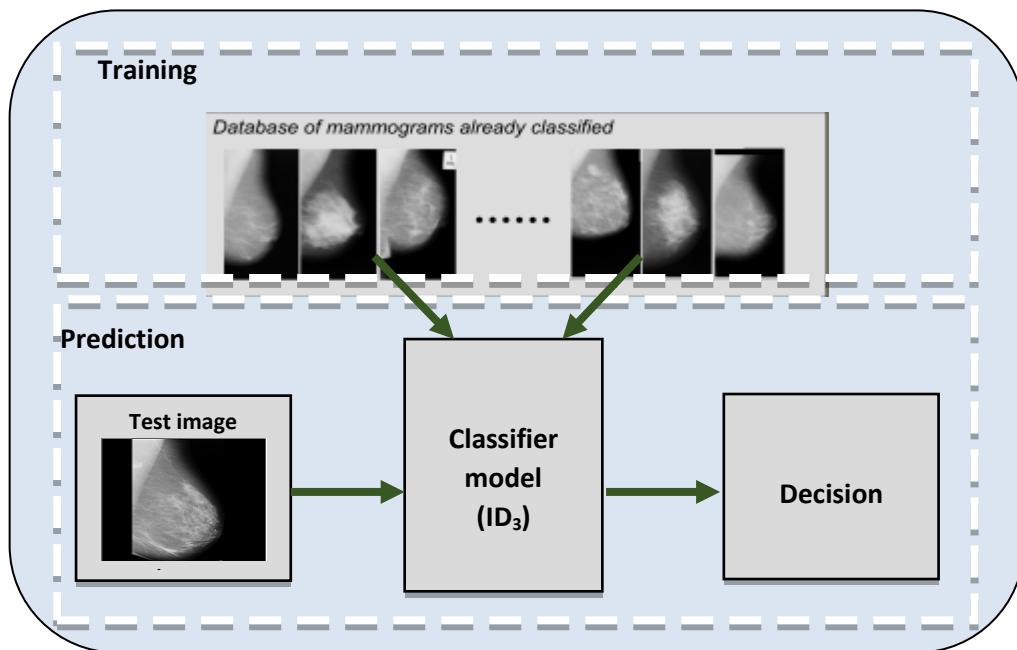 Training
Database of mammograms already classified
Prediction
Test image
Classifier
model
(ID₃)
Decision